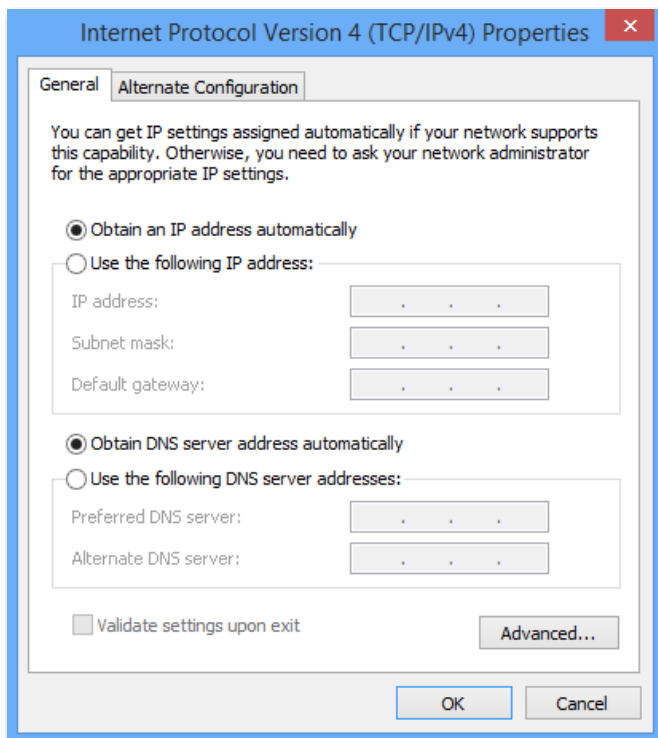 Internet Protocol Version 4 (TCP/IPv4) Properties
General
Alternate Configuration
You can get IP settings assigned automatically if your network supports
this capability. Otherwise, you need to ask your network administrator
for the appropriate IP settings.
Obtain an IP address automatically
Use the following IP address:
IP address:
Subnet mask:
Default gateway:
Obtain DNS server address automatically
Use the following DNS server addresses:
Preferred DNS server:
Alternate DNS server:
Validate settings upon exit
Advanced...
OK
Cancel